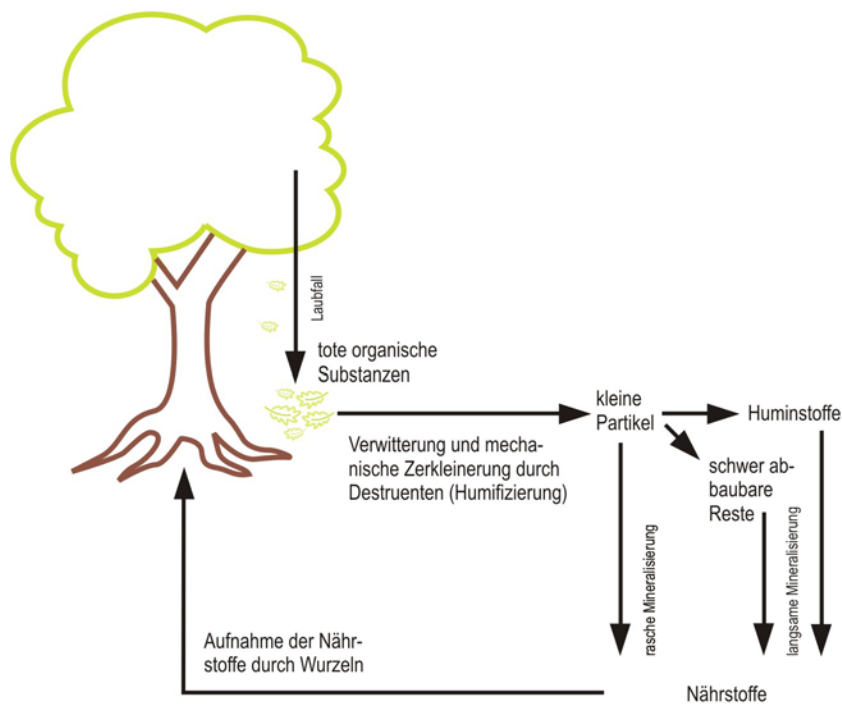 Laubfall
tote organische
Substanzen
kleine
Partikel
Huminstoffe
Verwitterung und mecha-
nische Zerkleinerung durch
Destruenten (Humifizierung)
schwer ab-
baubare
Reste
rasche Mineralisierung
langsame Mineralisierung
Aufnahme der Nähr-
stoffe durch Wurzeln
Nährstoffe